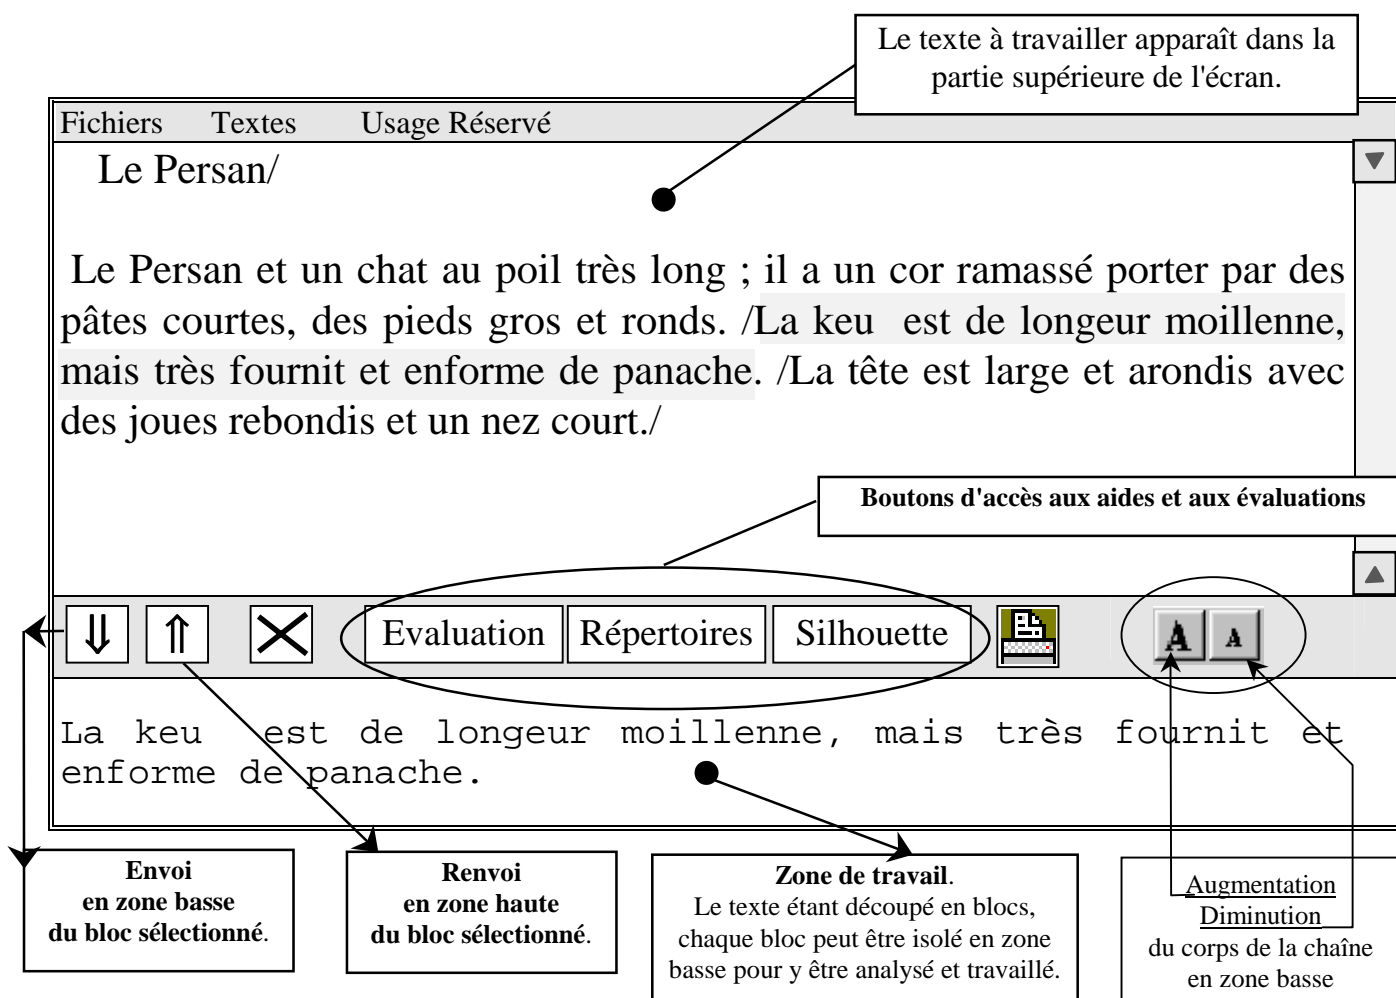 Le texte à travailler apparaît dans la
partie supérieure de l'écran.
Fichiers Textes Usage Réservé
Le Persan/
Le Persan et un chat au poil très long ; il a un cor ramassé porter par des
pâtes courtes, des pieds gros et ronds. /La keu est de longeur moillenne,
mais très fournit et enforme de panache. /La tête est large et arondis avec
des joues rebondis et un nez court./
Boutons d'accès aux aides et aux évaluations
⇓ ⇑ Evaluation Répertoires Silhouette A A
La keu est de longeur moillenne, mais très fournit et
enforme de panache.
Envoi
en zone basse
du bloc sélectionné.
Renvoi
en zone haute
du bloc sélectionné.
Zone de travail.
Le texte étant découpé en blocs,
chaque bloc peut être isolé en zone
basse pour y être analysé et travaillé.
Augmentation
Diminution
du corps de la chaîne
en zone basse